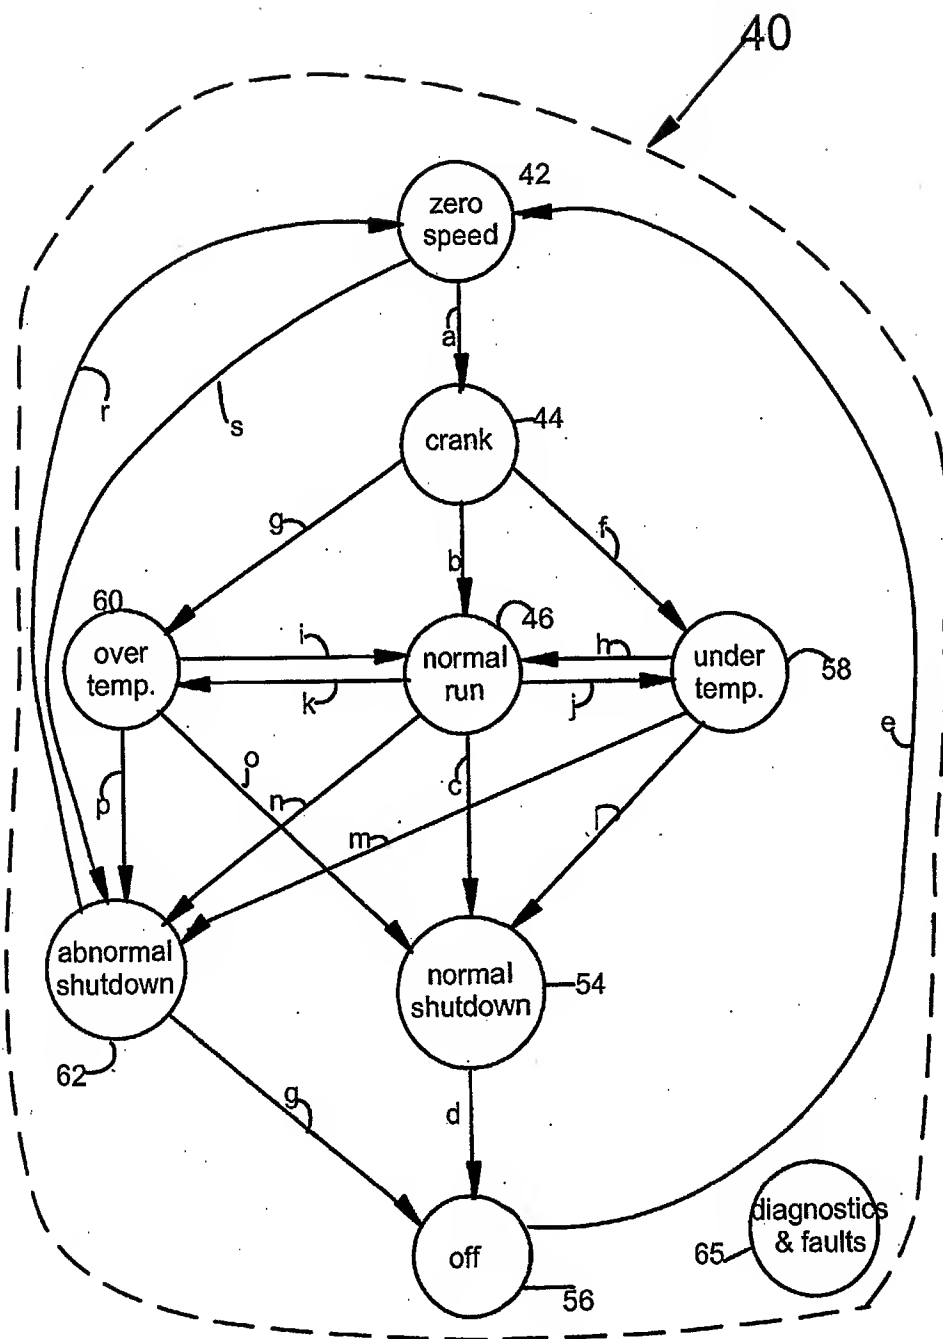 40
42
zero
speed
a
r
s
44
crank
g
f
b
60
46
i
h
over
temp.
normal
run
under
temp.
58
k
j
e
o
j
p
n
c
m
l
abnormal
shutdown
normal
shutdown
54
62
g
d
diagnostics
& faults
65
off
56